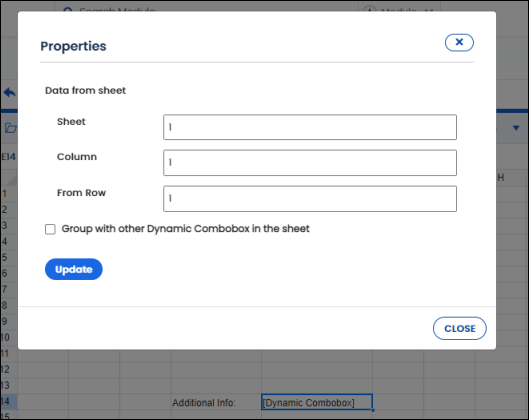 Search Module
Module
Properties
Data from sheet
Sheet
1
Column
1
From Row
1
Group with other Dynamic Combobox in the sheet
Update
CLOSE
E14
H
1
2
3
4
5
6
7
8
9
10
11
12
13
14
Additional Info: [Dynamic Combobox]
15